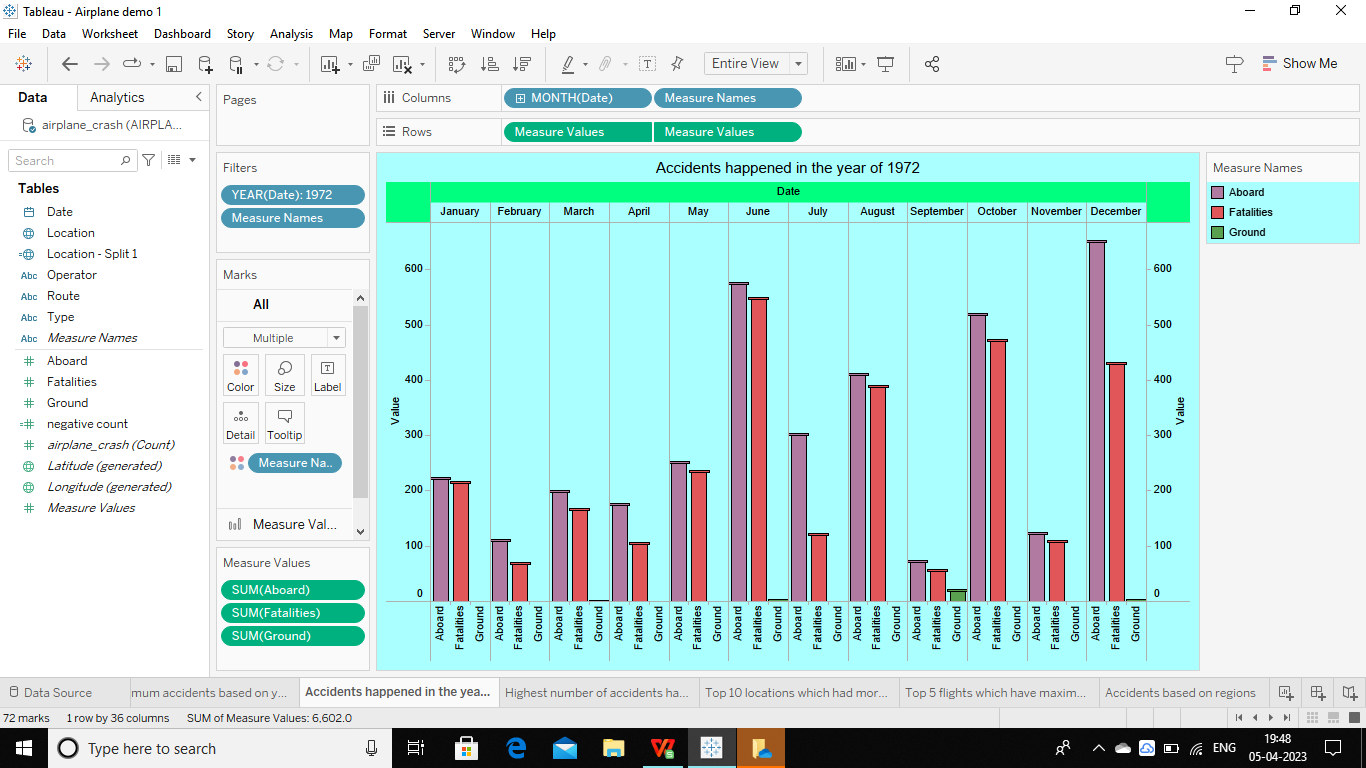 Tableau - Airplane demo 1
File Data Worksheet Dashboard Story Analysis Map Format Server Window Help
Entire View
Show Me
Data Analytics
airplane_crash (AIRPLA...
Search
Tables
Date
Location
Location - Split 1
Abc Operator
Abc Route
Abc Type
Abc Measure Names
Aboard
Fatalities
Ground
negative count
airplane_crash (Count)
Latitude (generated)
Longitude (generated)
Measure Values
Pages
Filters
YEAR(Date): 1972
Measure Names
Marks
All
Multiple
Color Size Label
Detail Tooltip
Measure Na..
Measure Val...
Measure Values
SUM(Aboard)
SUM(Fatalities)
SUM(Ground)
Columns MONTH(Date) Measure Names
Rows Measure Values Measure Values
Accidents happened in the year of 1972
Date
January February March April May June July August September October November December
600 600
500 500
400 400
300 300
200 200
100 100
0 0
Value
Value
Aboard Fatalities Ground Aboard Fatalities Ground Aboard Fatalities Ground Aboard Fatalities Ground Aboard Fatalities Ground Aboard Fatalities Ground Aboard Fatalities Ground Aboard Fatalities Ground Aboard Fatalities Ground Aboard Fatalities Ground Aboard Fatalities Ground Aboard Fatalities Ground
Measure Names
Aboard
Fatalities
Ground
Data Source mum accidents based on y... Accidents happened in the yea... Highest number of accidents ha... Top 10 locations which had mor... Top 5 flights which have maxim... Accidents based on regions
72 marks 1 row by 36 columns SUM of Measure Values: 6,602.0
Type here to search
ENG
19:48
05-04-2023